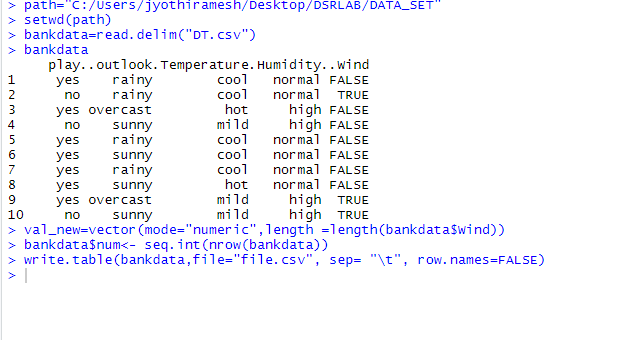 > path="C:/Users/jyothiramesh/Desktop/DSRLAB/DATA_SET"
> setwd(path)
> bankdata=read.delim("DT.csv")
> bankdata
play..outlook.Temperature.Humidity..Wind
1 yes rainy cool normal FALSE
2 no rainy cool normal TRUE
3 yes overcast hot high FALSE
4 no sunny mild high FALSE
5 yes rainy cool normal FALSE
6 yes sunny cool normal FALSE
7 yes rainy cool normal FALSE
8 yes sunny hot normal FALSE
9 yes overcast mild high TRUE
10 no sunny mild high TRUE
> val_new=vector(mode="numeric",length =length(bankdata$Wind))
> bankdata$num<- seq.int(nrow(bankdata))
> write.table(bankdata,file="file.csv", sep= "\t", row.names=FALSE)
>